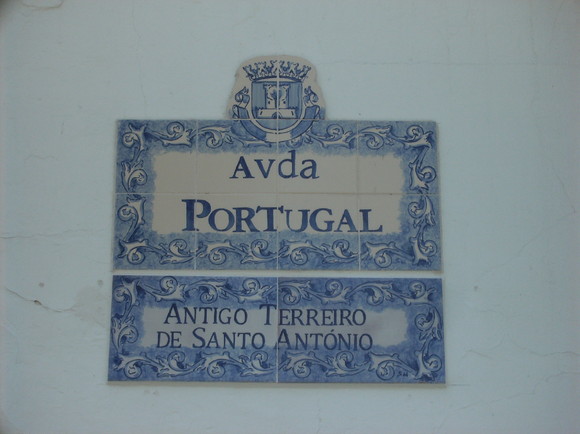 Avda
PORTUGAL
ANTIGO TERREIRO
DE SANTO ANTÓNIO